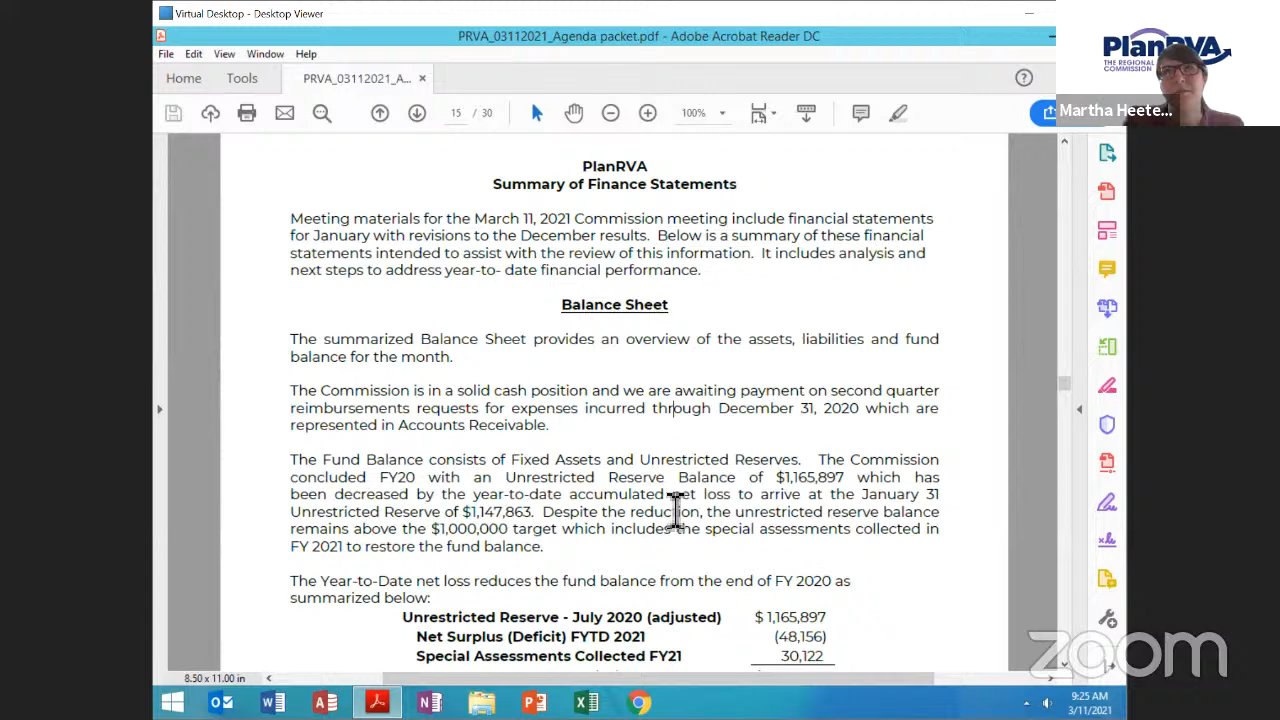 Virtual Desktop - Desktop Viewer
PRVA_03112021_Agenda packet.pdf - Adobe Acrobat Reader DC
File Edit View Window Help
Home Tools PRVA_03112021_A... ×
15 / 30 100%
PlanRVA
THE REGIONAL
COMMISSION
Martha Heete...
PlanRVA
Summary of Finance Statements
Meeting materials for the March 11, 2021 Commission meeting include financial statements
for January with revisions to the December results. Below is a summary of these financial
statements intended to assist with the review of this information. It includes analysis and
next steps to address year-to- date financial performance.
Balance Sheet
The summarized Balance Sheet provides an overview of the assets, liabilities and fund
balance for the month.
The Commission is in a solid cash position and we are awaiting payment on second quarter
reimbursements requests for expenses incurred through December 31, 2020 which are
represented in Accounts Receivable.
The Fund Balance consists of Fixed Assets and Unrestricted Reserves. The Commission
concluded FY20 with an Unrestricted Reserve Balance of $1,165,897 which has
been decreased by the year-to-date accumulated net loss to arrive at the January 31
Unrestricted Reserve of $1,147,863. Despite the reduction, the unrestricted reserve balance
remains above the $1,000,000 target which includes the special assessments collected in
FY 2021 to restore the fund balance.
The Year-to-Date net loss reduces the fund balance from the end of FY 2020 as
summarized below:
Unrestricted Reserve - July 2020 (adjusted) $ 1,165,897
Net Surplus (Deficit) FYTD 2021 (48,156)
Special Assessments Collected FY21 30,122
8.50 x 11.00 in
zoom
9:25 AM
3/11/2021